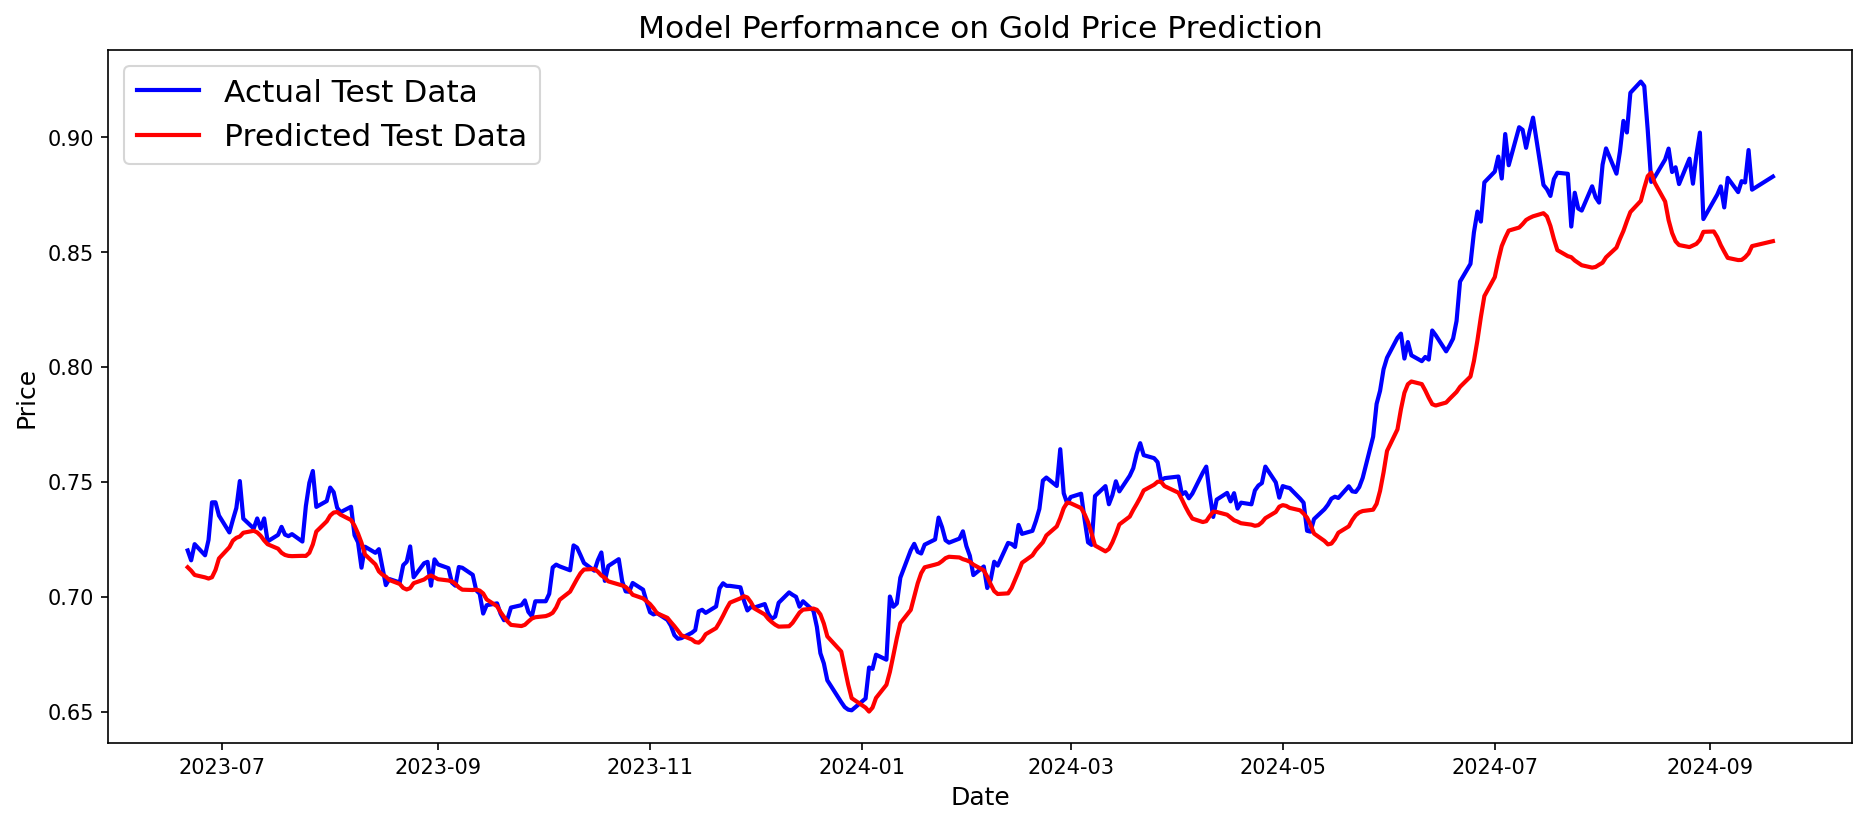 Model Performance on Gold Price Prediction
Actual Test Data
Predicted Test Data
Price
0.90
0.85
0.80
0.75
0.70
0.65
2023-07
2023-09
2023-11
2024-01
2024-03
2024-05
2024-07
2024-09
Date